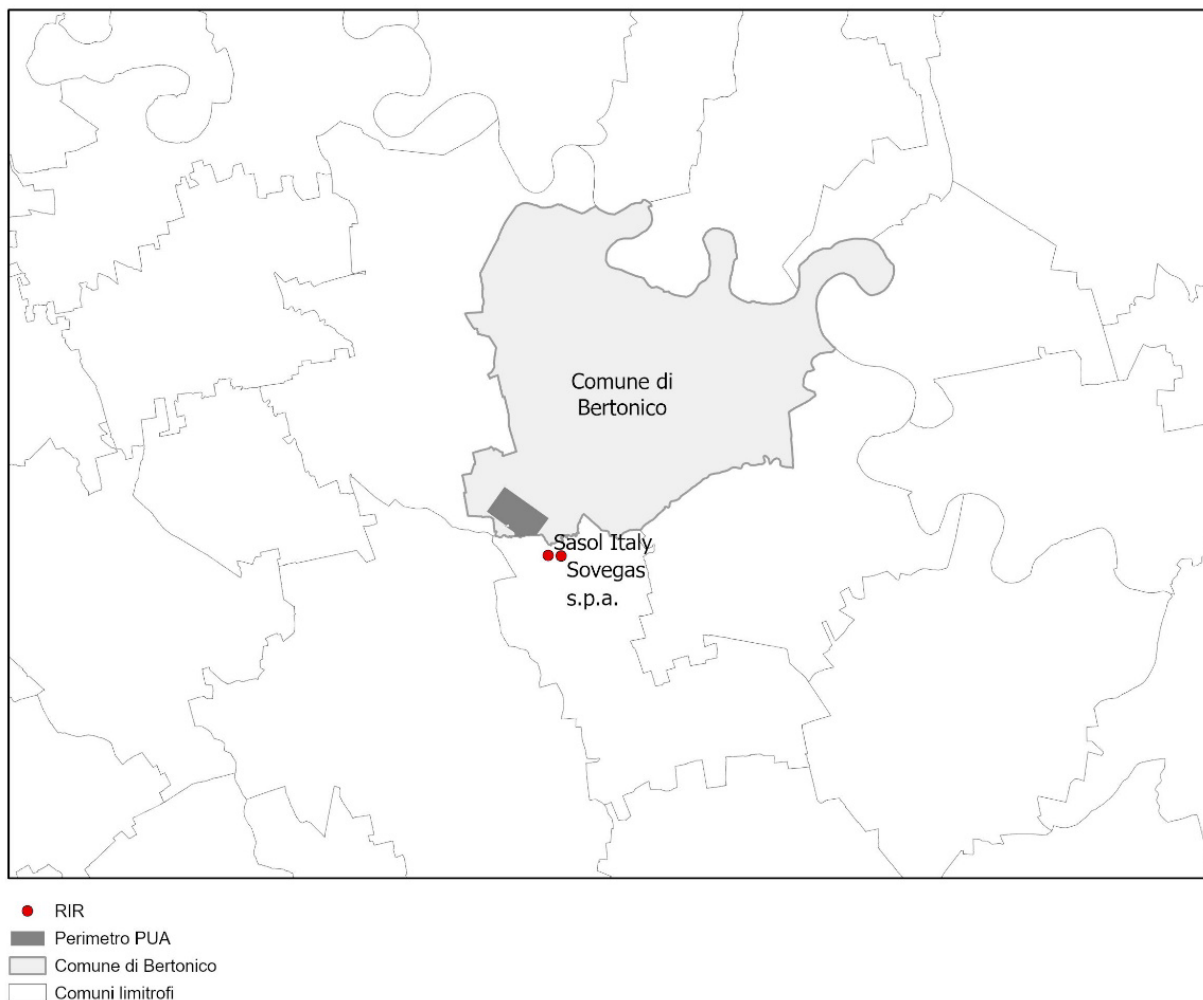 Comune di
Bertonico
Sasol Italy
Sovegas
s.p.a.
RIR
Perimetro PUA
Comune di Bertonico
Comuni limitrofi